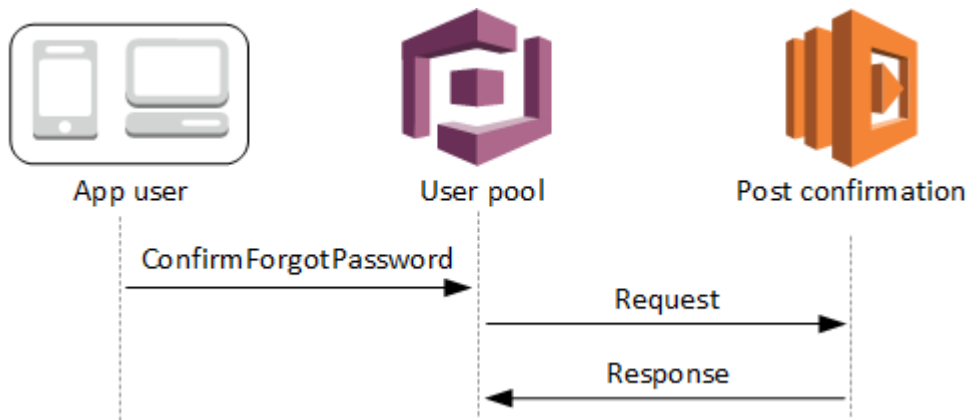 App user
User pool
Post confirmation
ConfirmForgotPassword
Request
Response